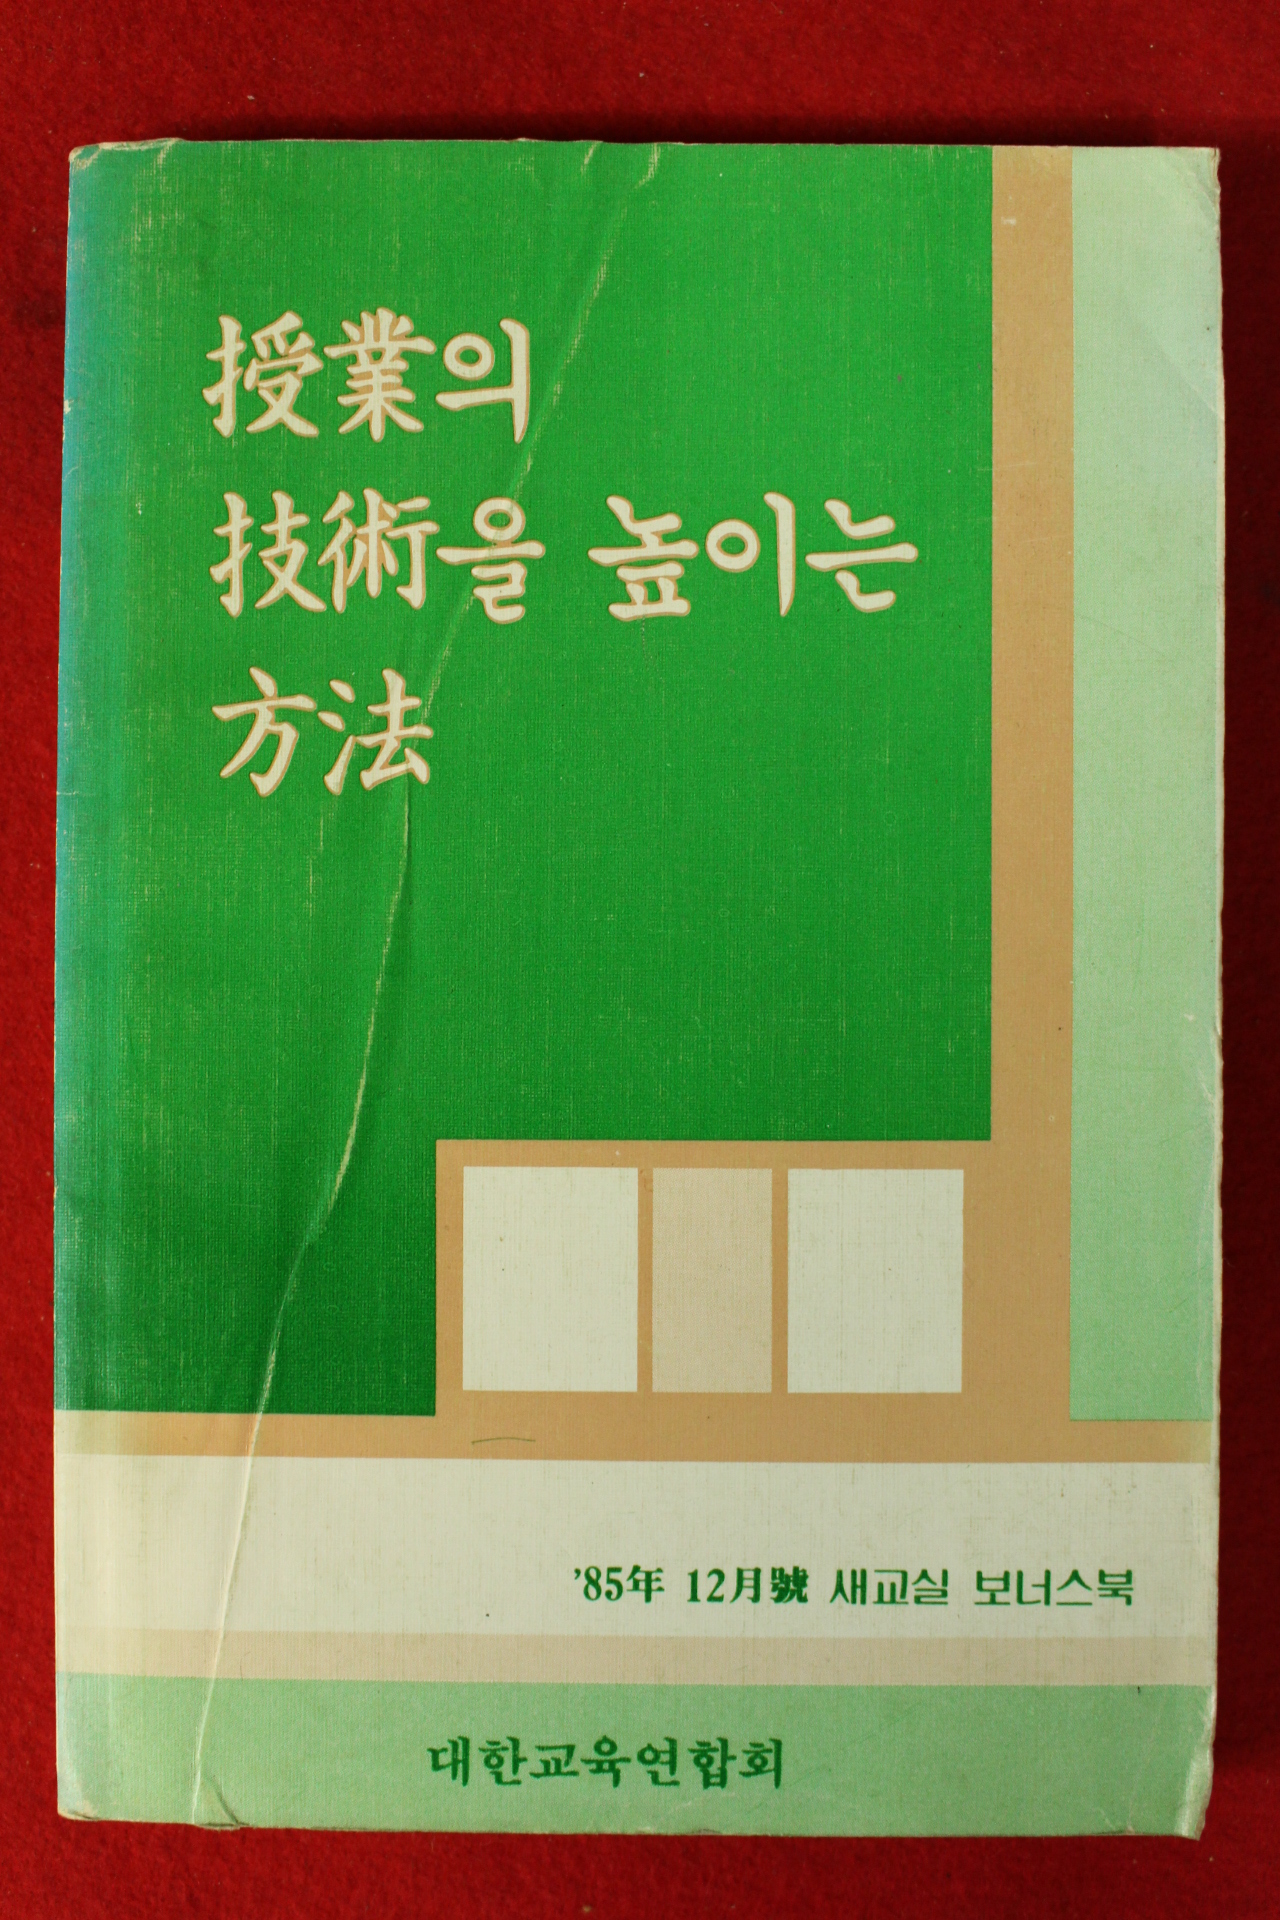 授業의
技術을 높이는
方法
'85年 12月號 새교실 보너스북
대한교육연합회